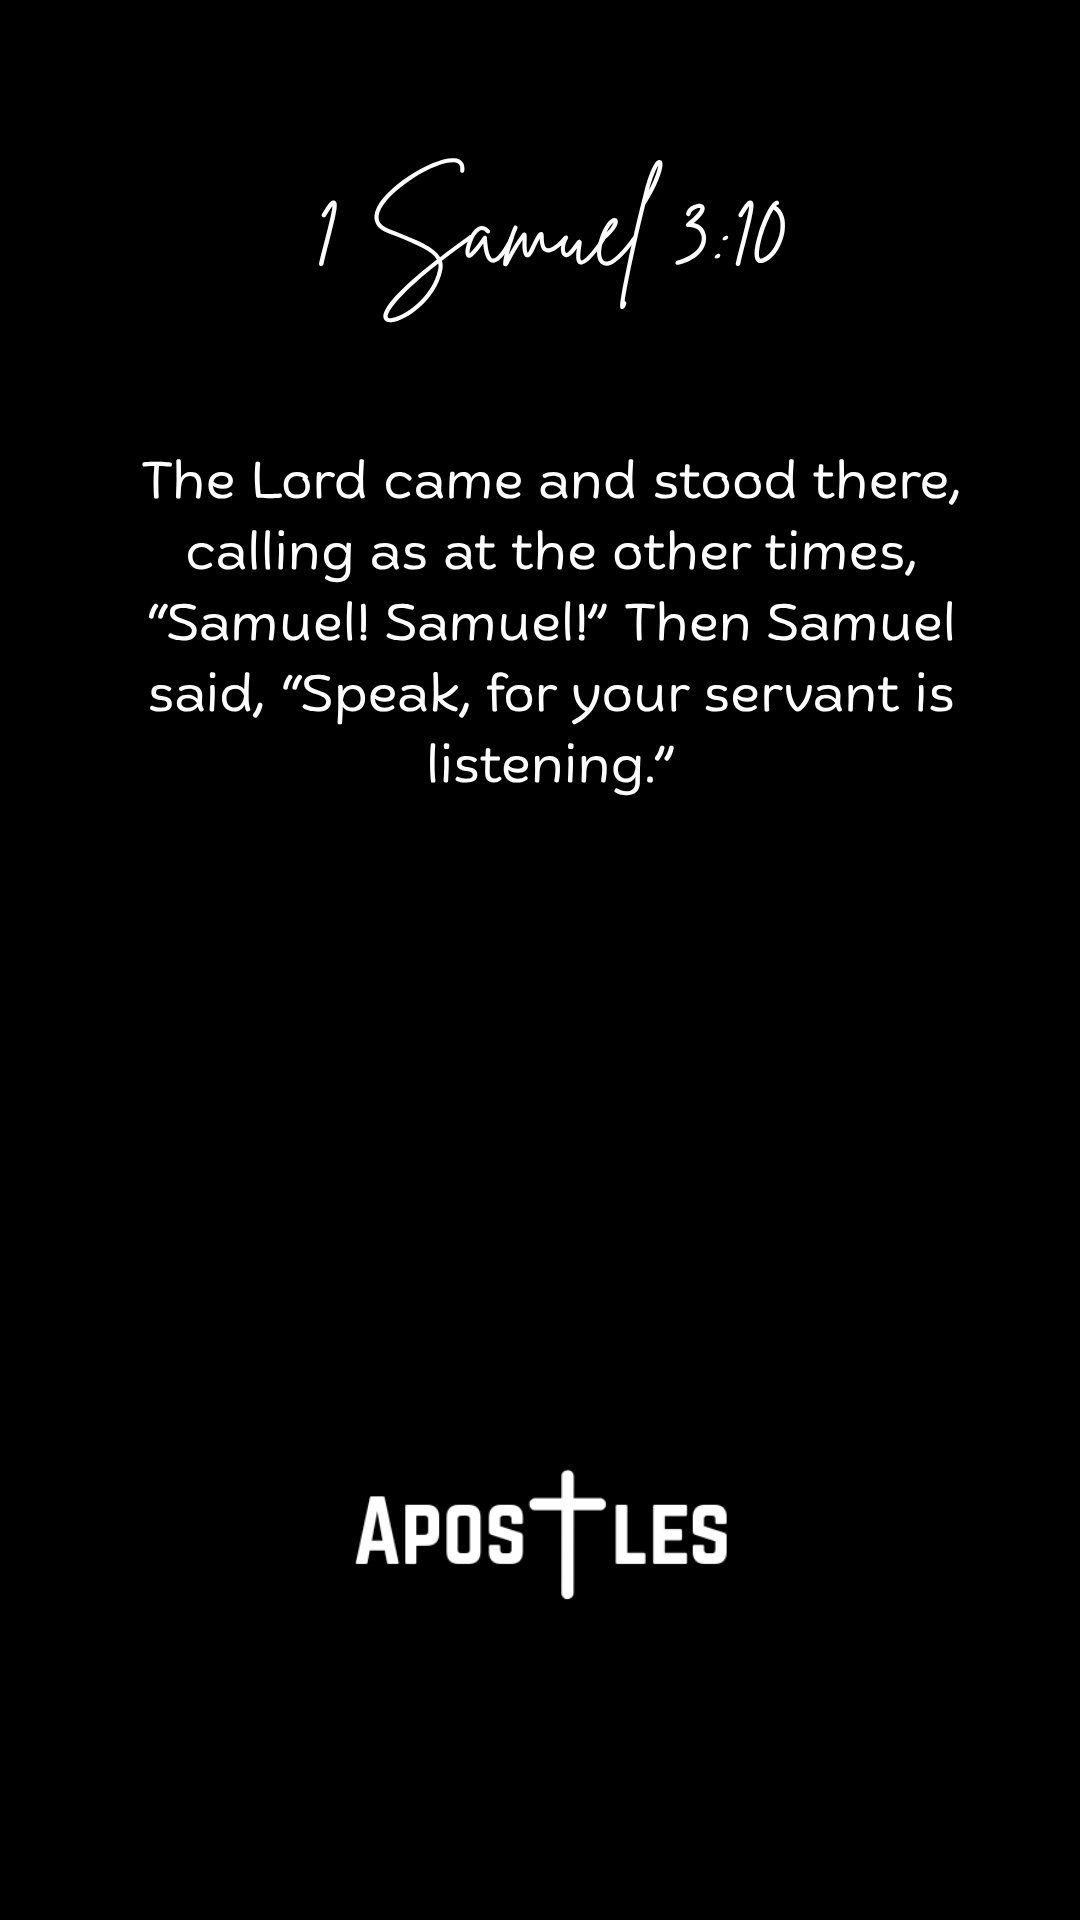 1 Samuel 3:10
The Lord came and stood there,
calling as at the other times,
“Samuel! Samuel!” Then Samuel
said, “Speak, for your servant is
listening.”
APOSTLES